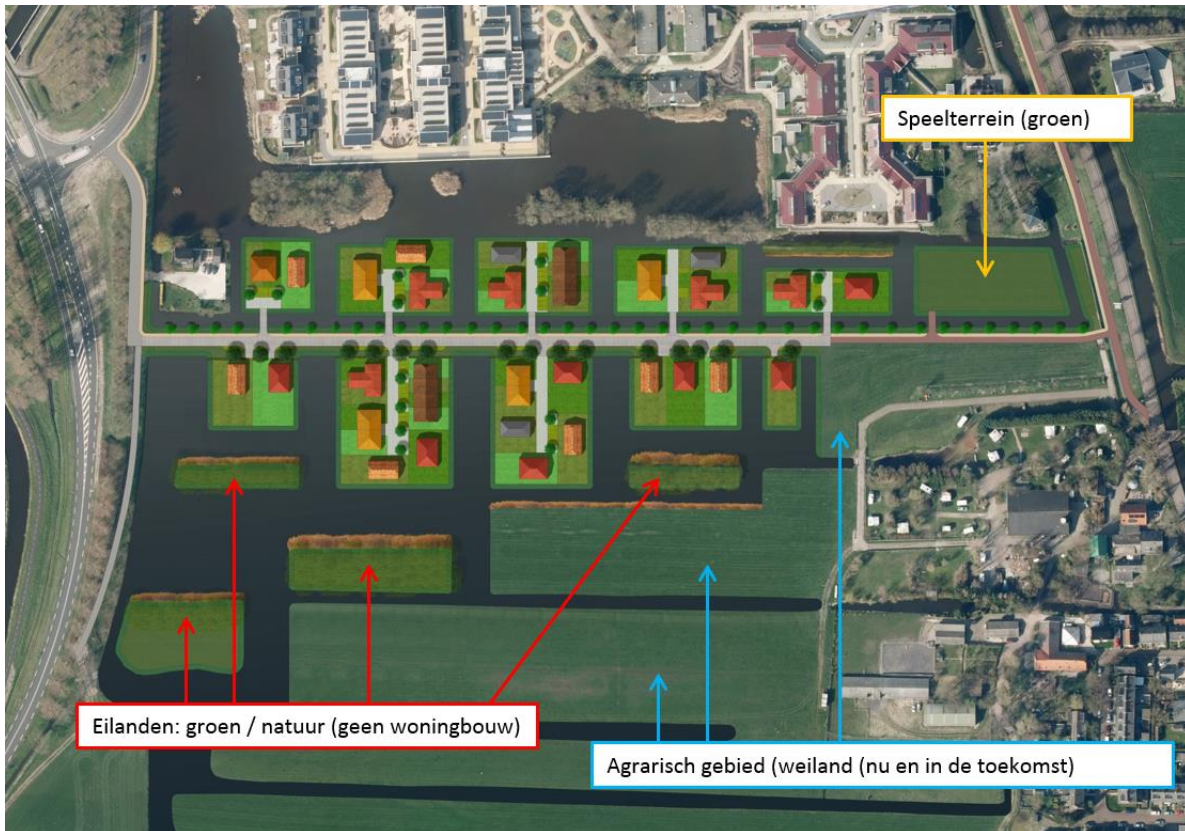 Speelterrein (groen)
Eilanden: groen / natuur (geen woningbouw)
Agrarisch gebied (weiland (nu en in de toekomst)